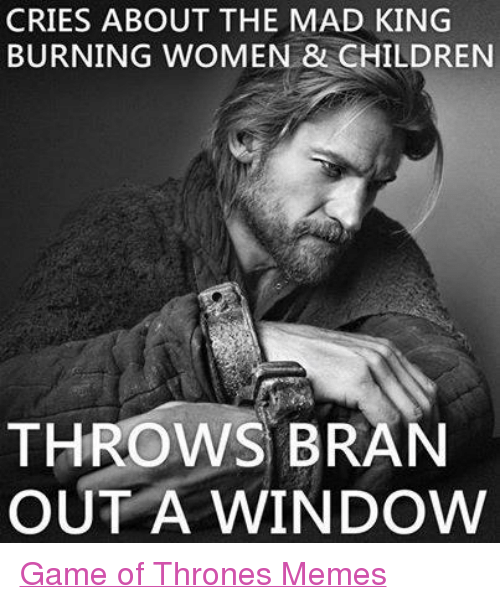 CRIES ABOUT THE MAD KING
BURNING WOMEN & CHILDREN
THROWS BRAN
OUT A WINDOW
Game of Thrones Memes